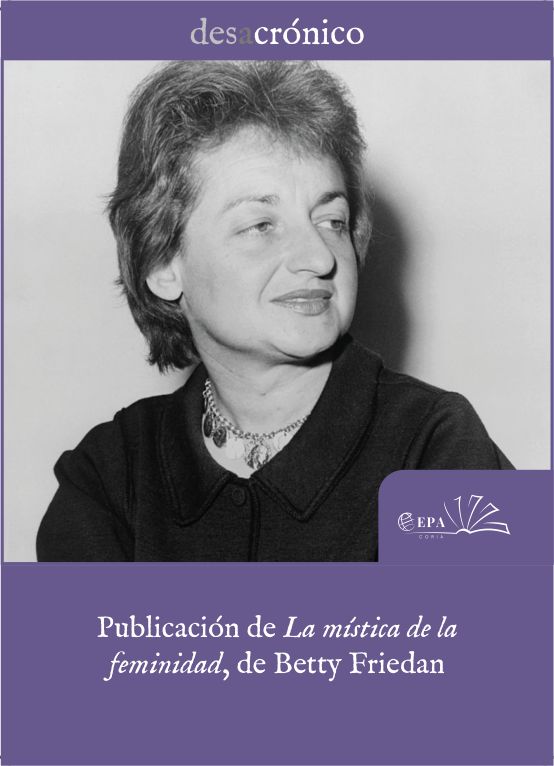 desacrónico
EPA
CORIA
Publicación de La mística de la
feminidad, de Betty Friedan